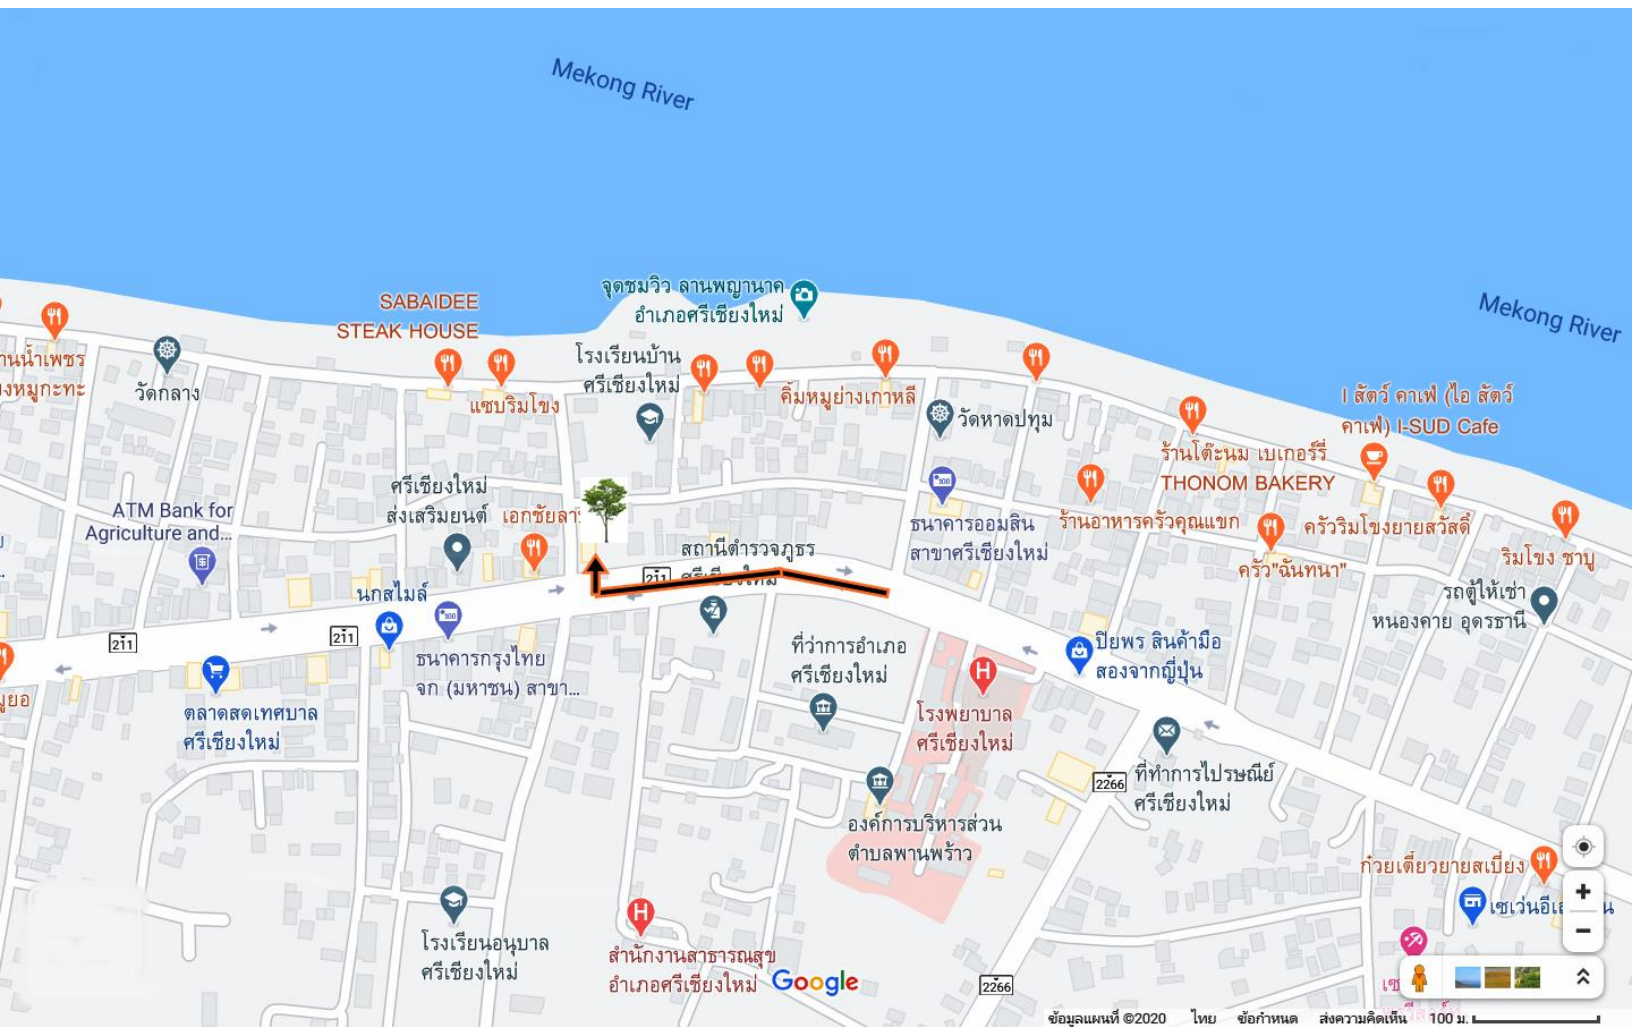 Mekong River
Mekong River
จุดชมวิว ลานพญานาค
อำเภอศรีเชียงใหม่
SABAIDEE
STEAK HOUSE
โรงเรียนบ้าน
ศรีเชียงใหม่
วัดกลาง
แซบริมโขง
คิ้มหมูย่างเกาหลี
วัดหาดปทุม
I สัตว์ คาเฟ่ (ไอ สัตว์
คาเฟ่) I-SUD Cafe
ร้านโต๊ะนม เบเกอร์รี่
THONOM BAKERY
ศรีเชียงใหม่
ส่งเสริมยนต์
ATM Bank for
Agriculture and...
ธนาคารออมสิน
สาขาศรีเชียงใหม่
ร้านอาหารครัวคุณแขก
ครัวริมโขงยายสวัสดิ์
ริมโขง ชาบู
ครัว"ฉันทนา"
สถานีตำรวจภูธร
ศรีเชียงใหม่
211
นกสไมล์
211
211
รถตู้ให้เช่า
หนองคาย อุดรธานี
ธนาคารกรุงไทย
จก (มหาชน) สาขา...
ที่ว่าการอำเภอ
ศรีเชียงใหม่
ปิยพร สินค้ามือ
สองจากญี่ปุ่น
ตลาดสดเทศบาล
ศรีเชียงใหม่
โรงพยาบาล
ศรีเชียงใหม่
2266
ที่ทำการไปรษณีย์
ศรีเชียงใหม่
องค์การบริหารส่วน
ตำบลพานพร้าว
ก๋วยเตี๋ยวยายสเบี่ยง
โรงเรียนอนุบาล
ศรีเชียงใหม่
สำนักงานสาธารณสุข
อำเภอศรีเชียงใหม่
Google
2266
ข้อมูลแผนที่ ©2020 ไทย ข้อกำหนด ส่งความคิดเห็น 100 ม.